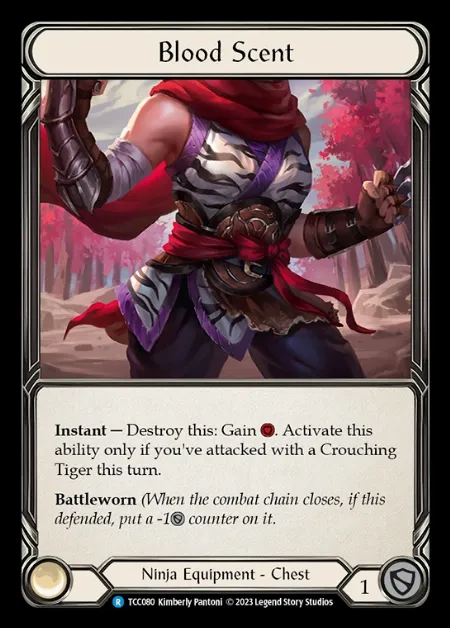 Blood Scent
Instant — Destroy this: Gain . Activate this
ability only if you've attacked with a Crouching
Tiger this turn.
Battleworn (When the combat chain closes, if this
defended, put a -1 counter on it.
Ninja Equipment - Chest
1
R TCC080 Kimberly Pantoni © 2023 Legend Story Studios